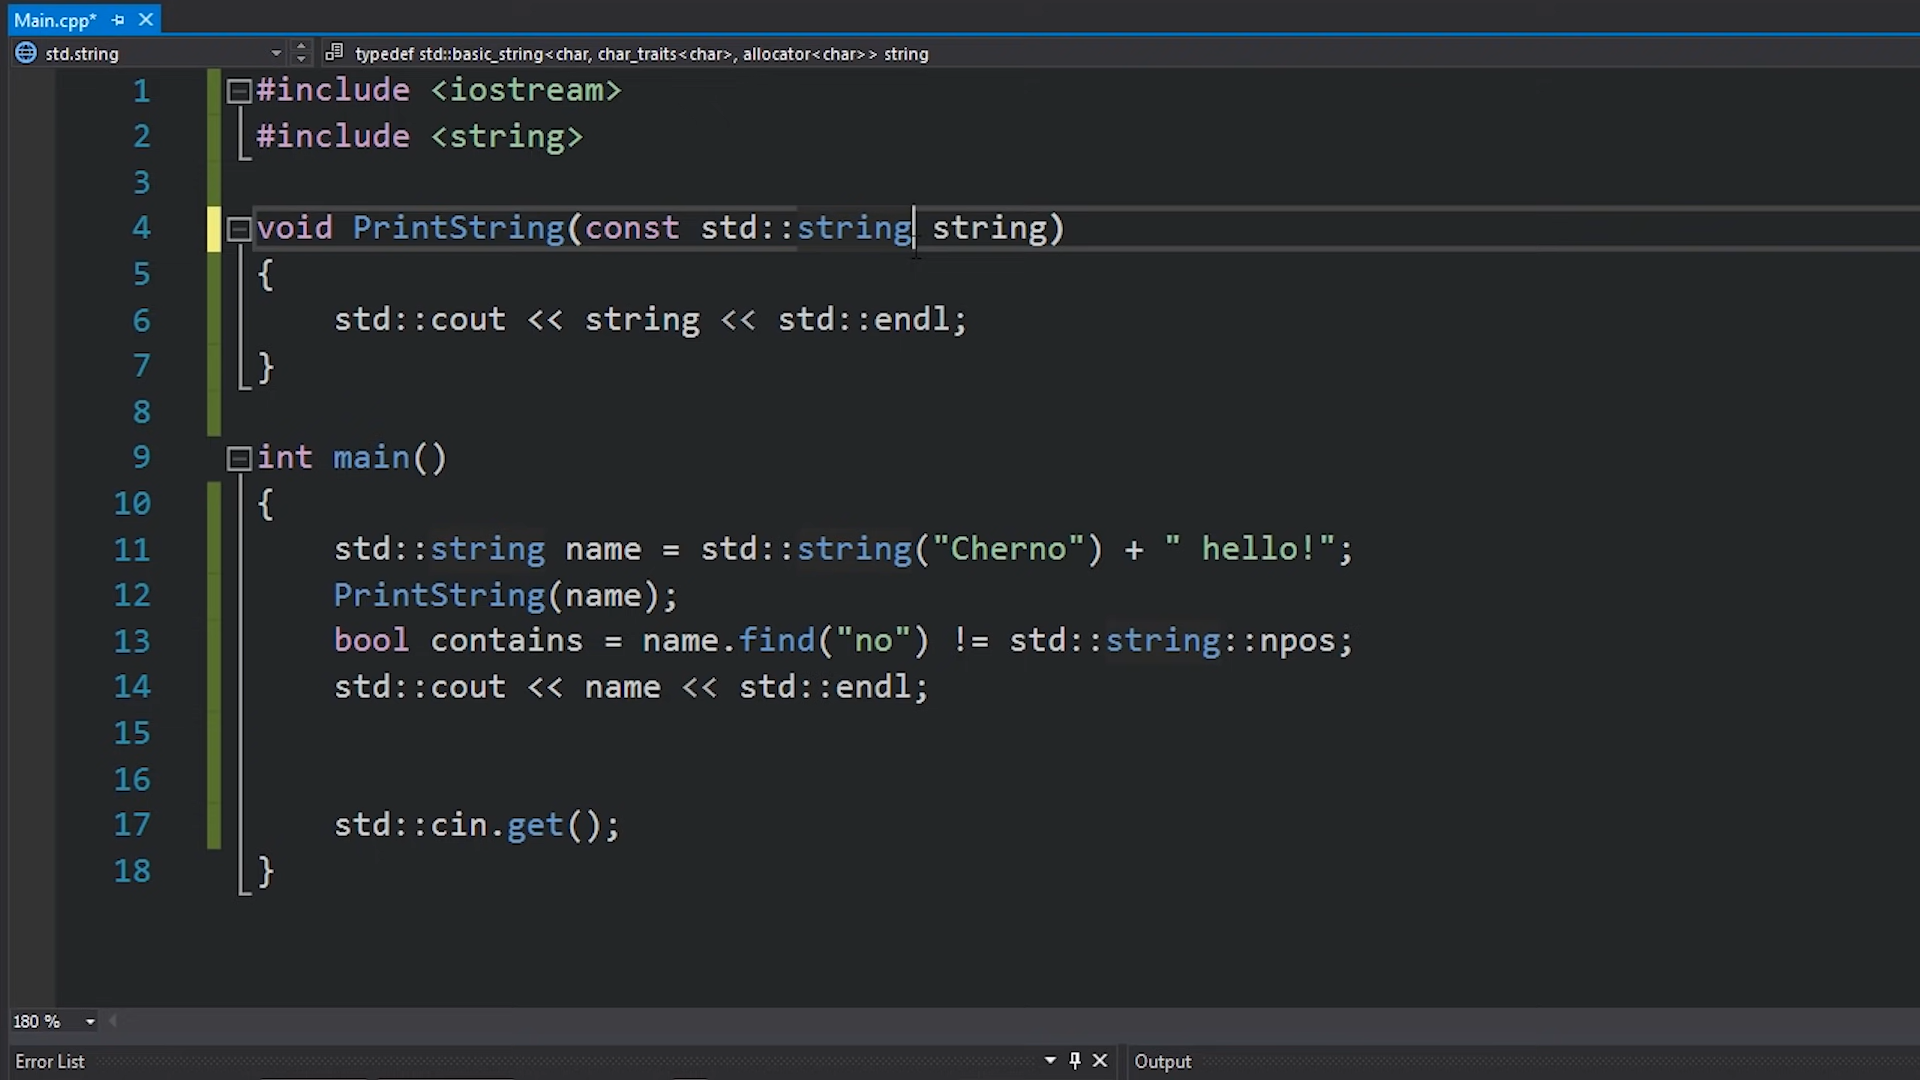 Main.cpp*
std.string
typedef std::basic_string<char, char_traits<char>, allocator<char>> string
1 #include <iostream>
2 #include <string>
3
4 void PrintString(const std::string string)
5 {
6     std::cout << string << std::endl;
7 }
8
9 int main()
10 {
11     std::string name = std::string("Cherno") + " hello!";
12     PrintString(name);
13     bool contains = name.find("no") != std::string::npos;
14     std::cout << name << std::endl;
15
16
17     std::cin.get();
18 }
180 %
Error List
Output